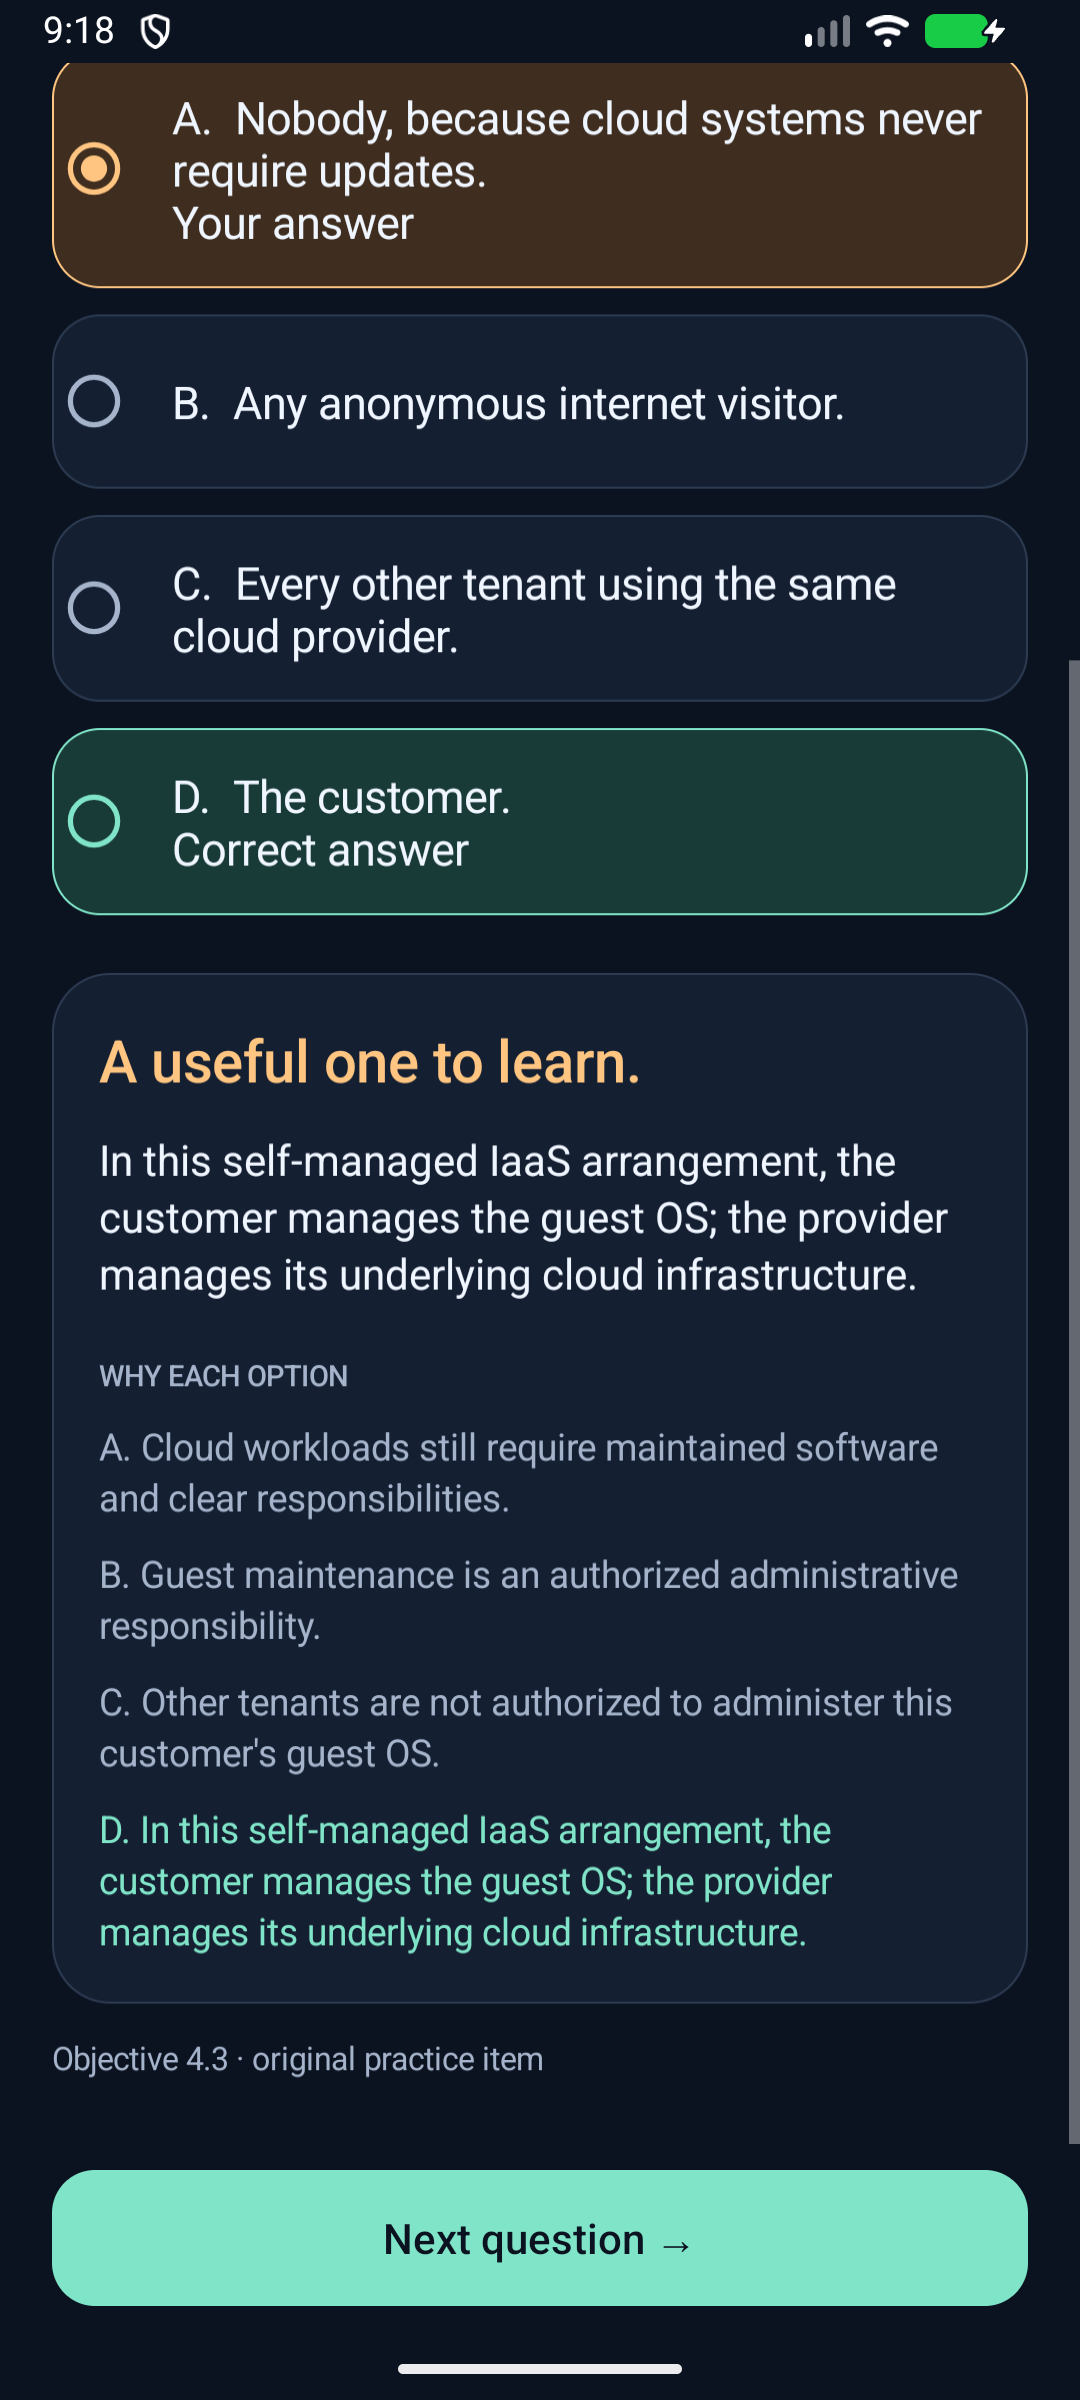 9:18
A. Nobody, because cloud systems never
require updates.
Your answer
B. Any anonymous internet visitor.
C. Every other tenant using the same
cloud provider.
D. The customer.
Correct answer
A useful one to learn.
In this self-managed IaaS arrangement, the
customer manages the guest OS; the provider
manages its underlying cloud infrastructure.
WHY EACH OPTION
A. Cloud workloads still require maintained software
and clear responsibilities.
B. Guest maintenance is an authorized administrative
responsibility.
C. Other tenants are not authorized to administer this
customer's guest OS.
D. In this self-managed IaaS arrangement, the
customer manages the guest OS; the provider
manages its underlying cloud infrastructure.
Objective 4.3 · original practice item
Next question →